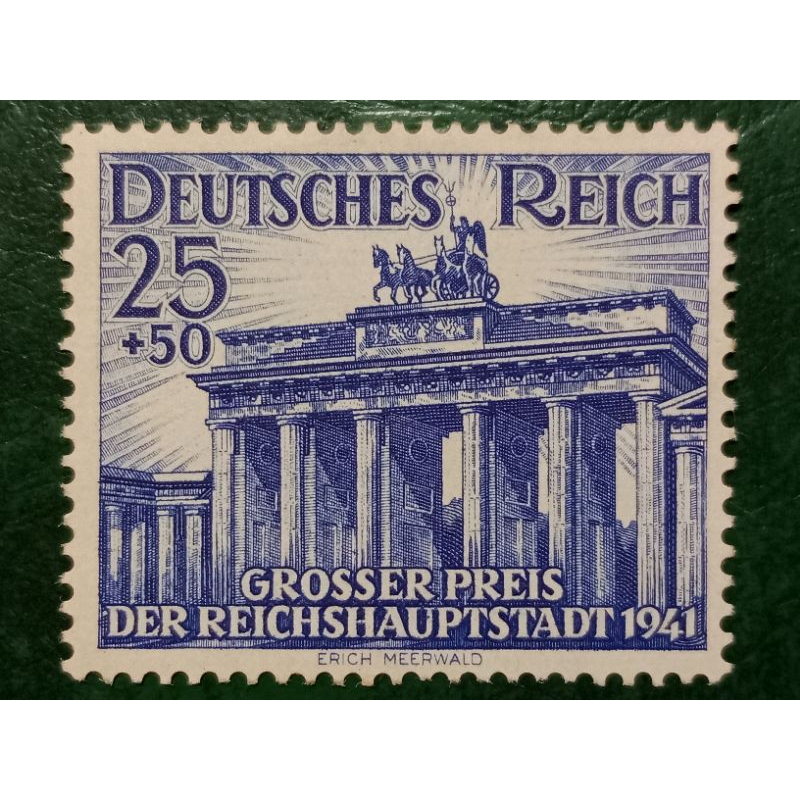 DEUTSCHES REICH
25
+50
GROSSER PREIS
DER REICHSHAUPTSTADT 1941
ERICH MEERWALD